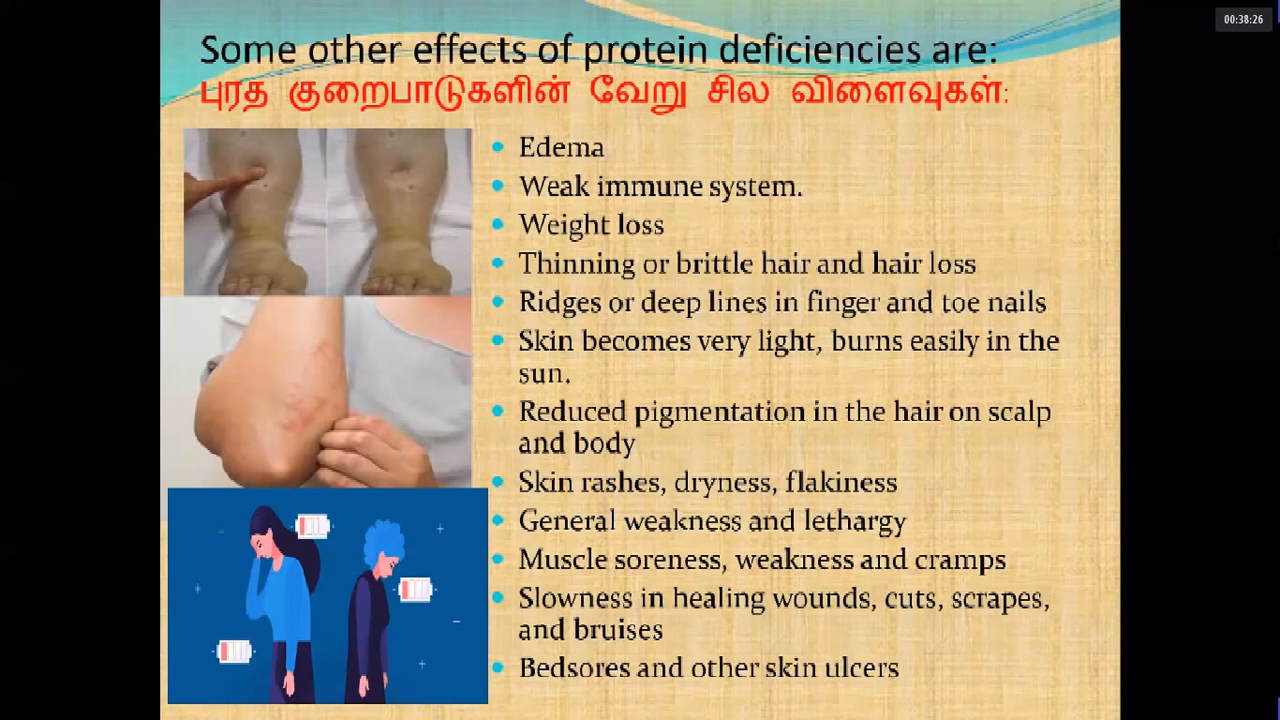 00:38:26
Some other effects of protein deficiencies are:
புரத குறைபாடுகளின் வேறு சில விளைவுகள்:
• Edema
• Weak immune system.
• Weight loss
• Thinning or brittle hair and hair loss
• Ridges or deep lines in finger and toe nails
• Skin becomes very light, burns easily in the
sun.
• Reduced pigmentation in the hair on scalp
and body
• Skin rashes, dryness, flakiness
• General weakness and lethargy
• Muscle soreness, weakness and cramps
• Slowness in healing wounds, cuts, scrapes,
and bruises
• Bedsores and other skin ulcers